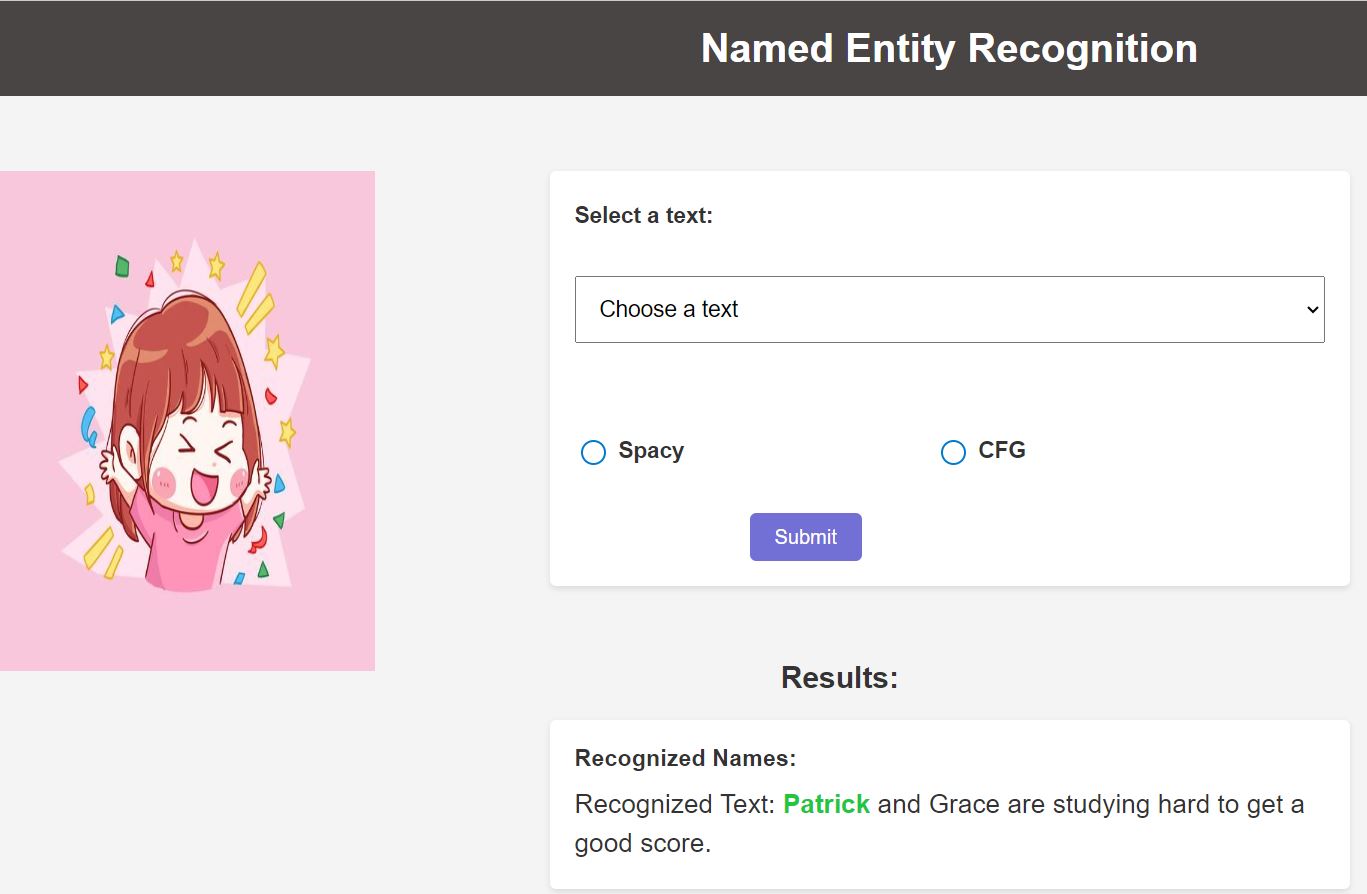 Named Entity Recognition
Select a text:
Choose a text
Spacy
CFG
Submit
Results:
Recognized Names:
Recognized Text: Patrick and Grace are studying hard to get a
good score.